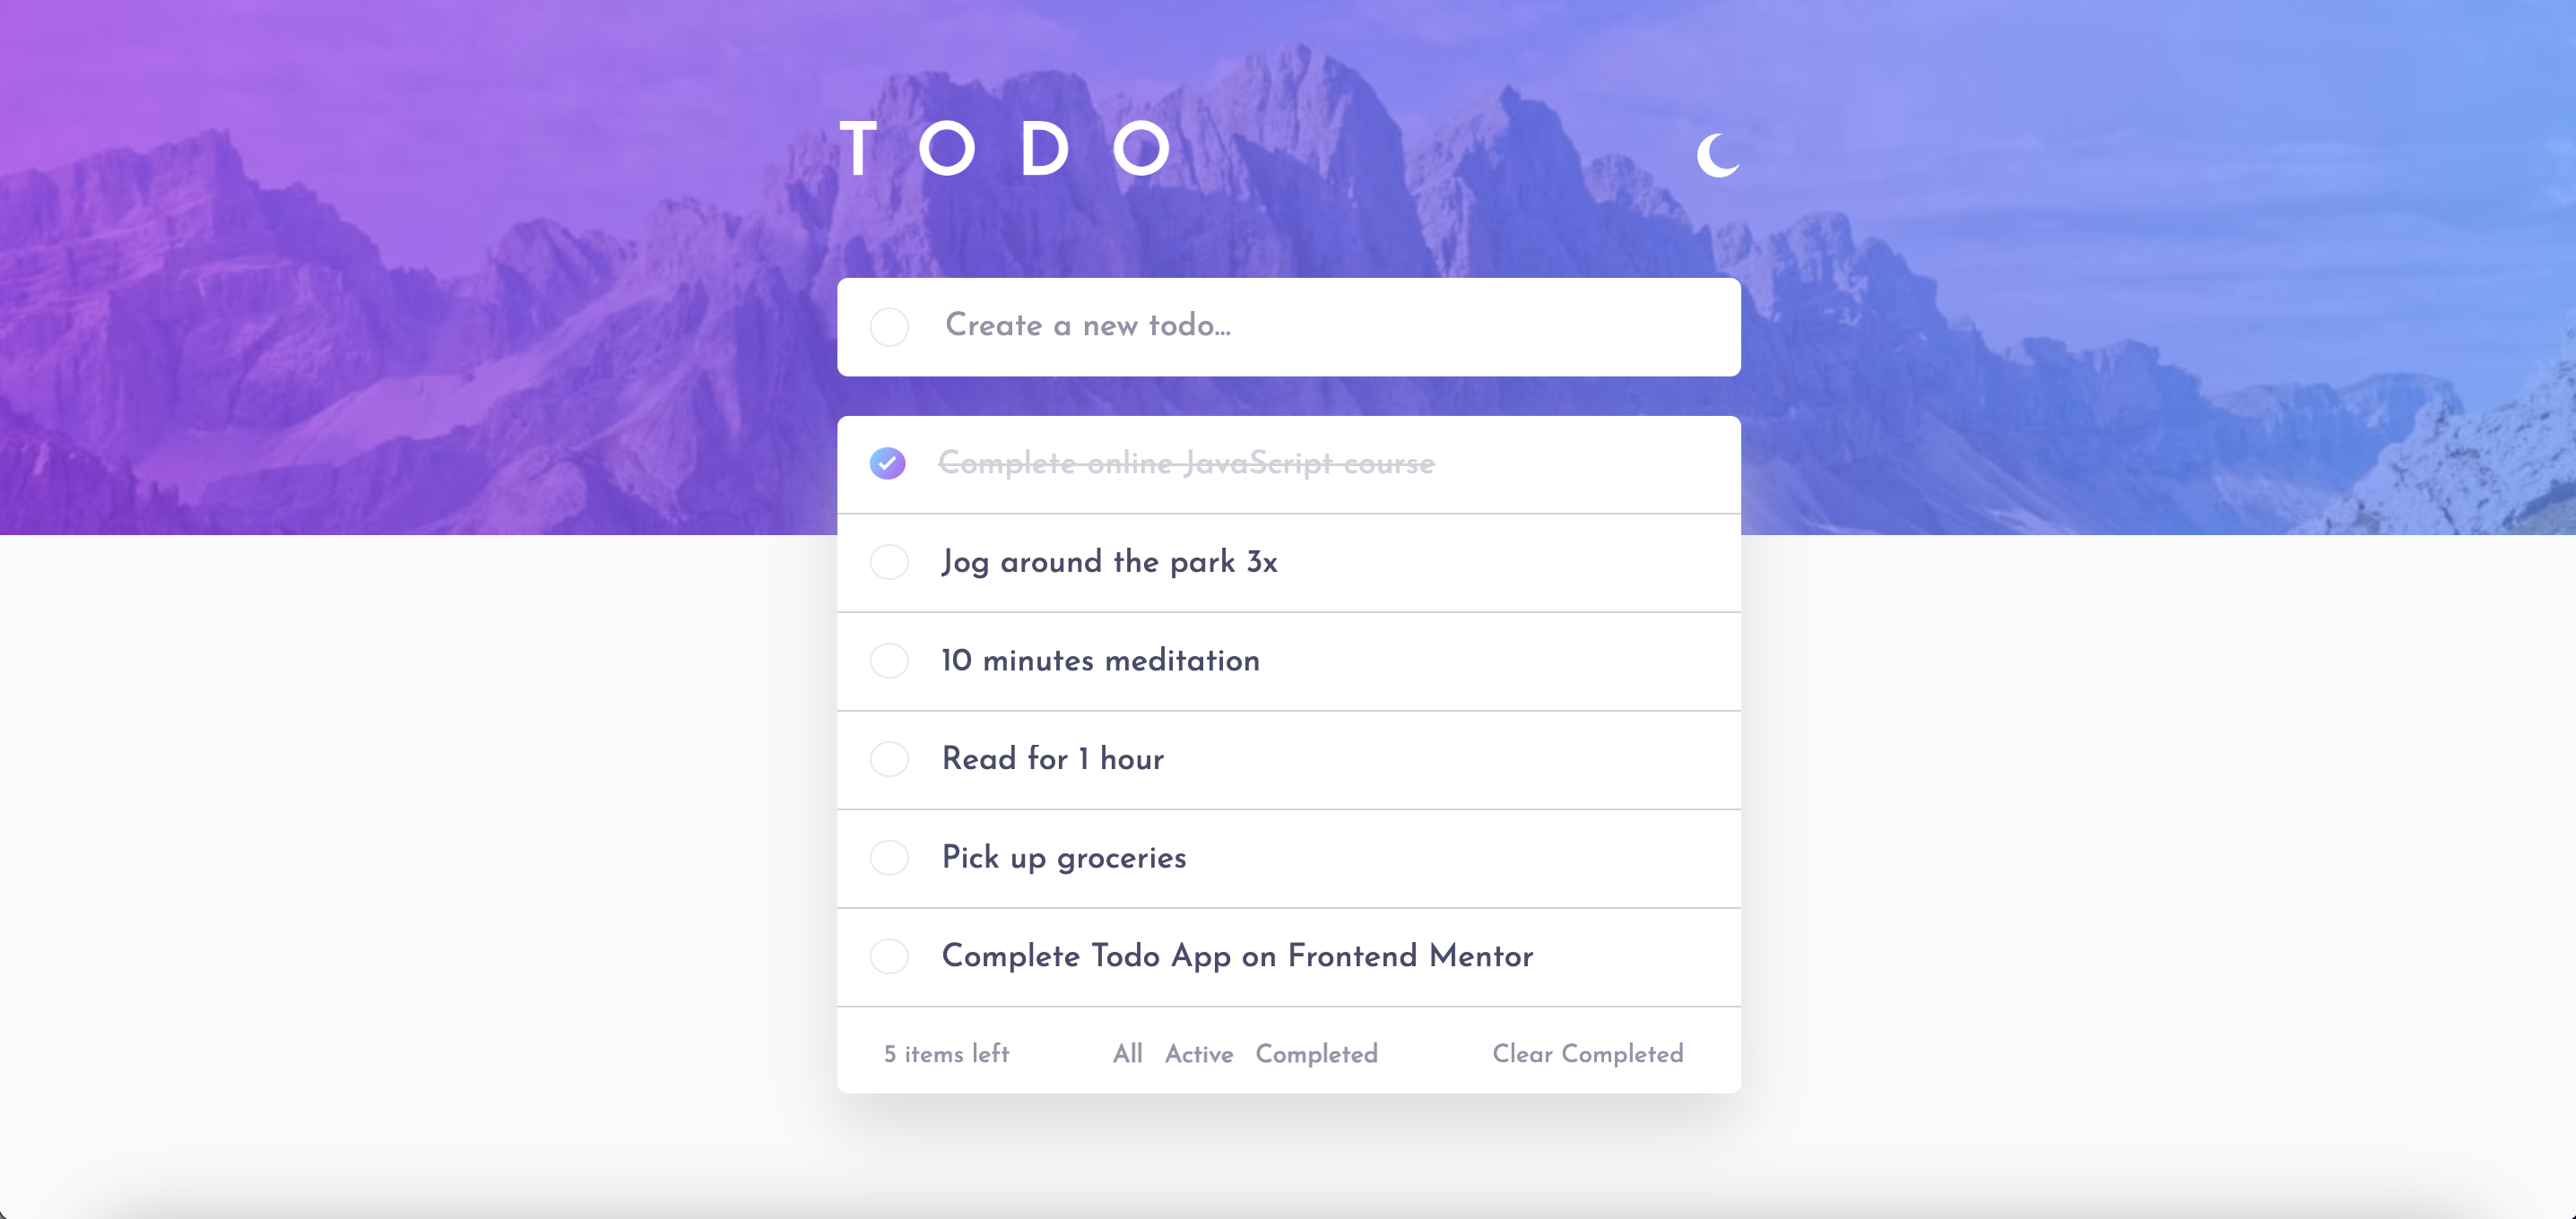 TODO
Create a new todo...
Complete online JavaScript course
Jog around the park 3x
10 minutes meditation
Read for 1 hour
Pick up groceries
Complete Todo App on Frontend Mentor
5 items left All Active Completed Clear Completed